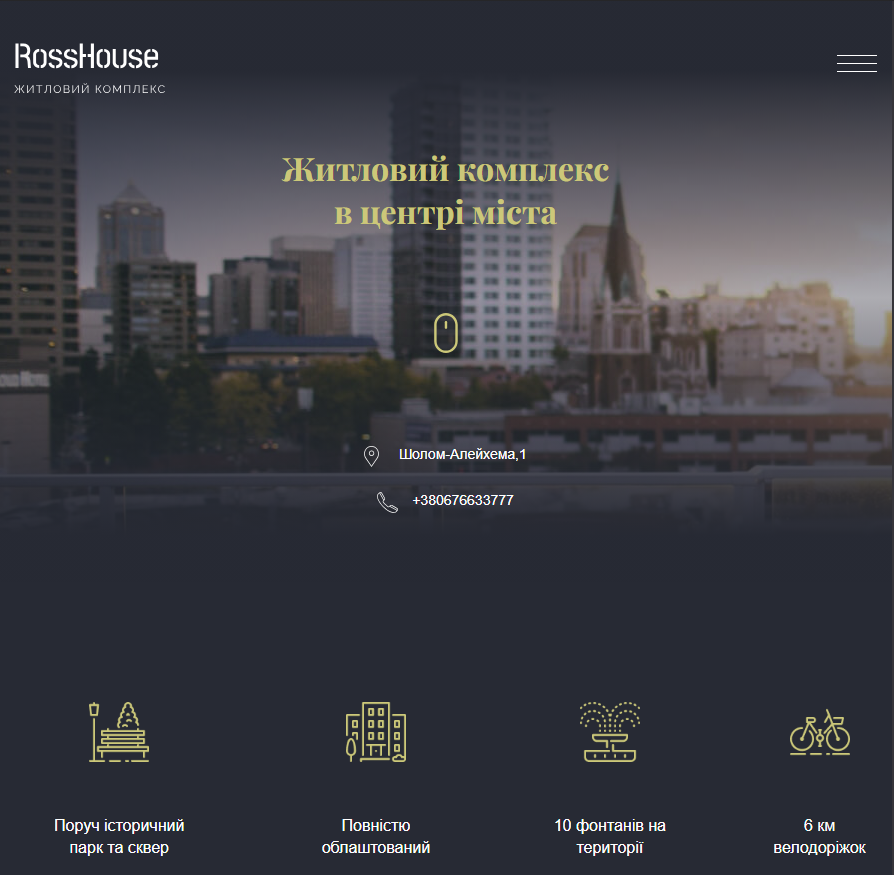 RossHouse
ЖИТЛОВИЙ КОМПЛЕКС
Житловий комплекс
в центрі міста
Шолом-Алейхема,1
+380676633777
Поруч історичний
парк та сквер
Повністю
облаштований
10 фонтанів на
території
6 км
велодоріжок